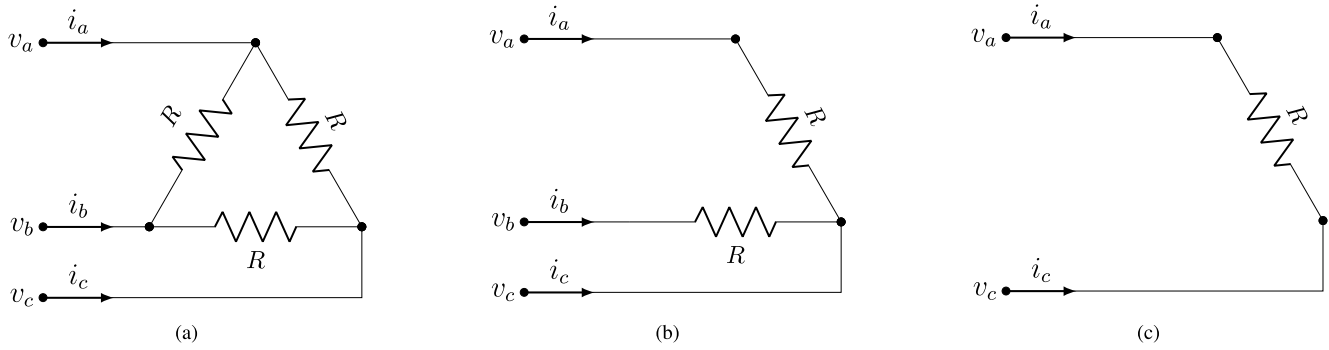 i_a i_a i_a
v_a v_a v_a
R R R R
i_b i_b
v_b v_b
R R
i_c i_c i_c
v_c v_c v_c
(a) (b) (c)